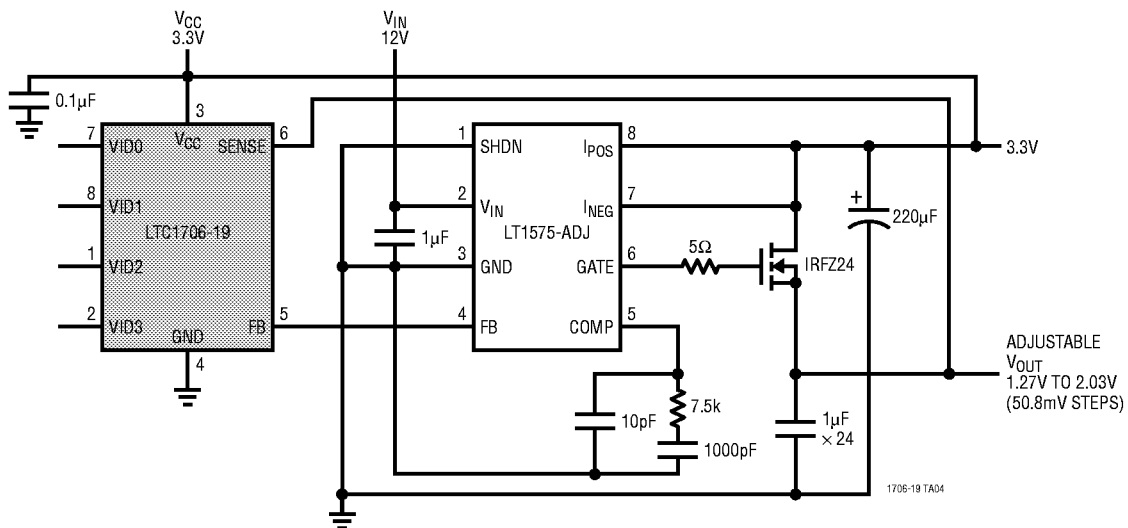 VCC
3.3V
VIN
12V
0.1µF
3
7
VID0
VCC
SENSE
6
1
SHDN
IPOS
8
3.3V
8
VID1
LTC1706-19
2
VIN
LT1575-ADJ
INEG
7
+
220µF
1µF
5Ω
1
VID2
3
GND
GATE
6
IRFZ24
2
VID3
GND
FB
5
4
FB
COMP
5
4
ADJUSTABLE
VOUT
1.27V TO 2.03V
(50.8mV STEPS)
10pF
7.5k
1000pF
1µF
× 24
1706-19 TA04